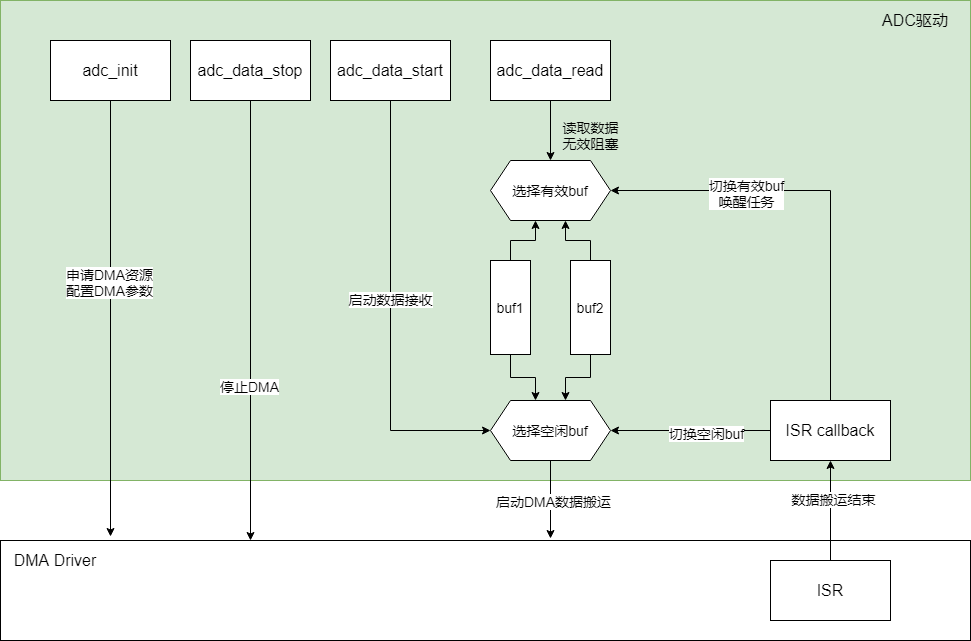 ADC驱动
adc_init
adc_data_stop
adc_data_start
adc_data_read
读取数据
无效阻塞
选择有效buf
切换有效buf
唤醒任务
申请DMA资源
配置DMA参数
启动数据接收
buf1
buf2
停止DMA
选择空闲buf
切换空闲buf
ISR callback
启动DMA数据搬运
数据搬运结束
DMA Driver
ISR